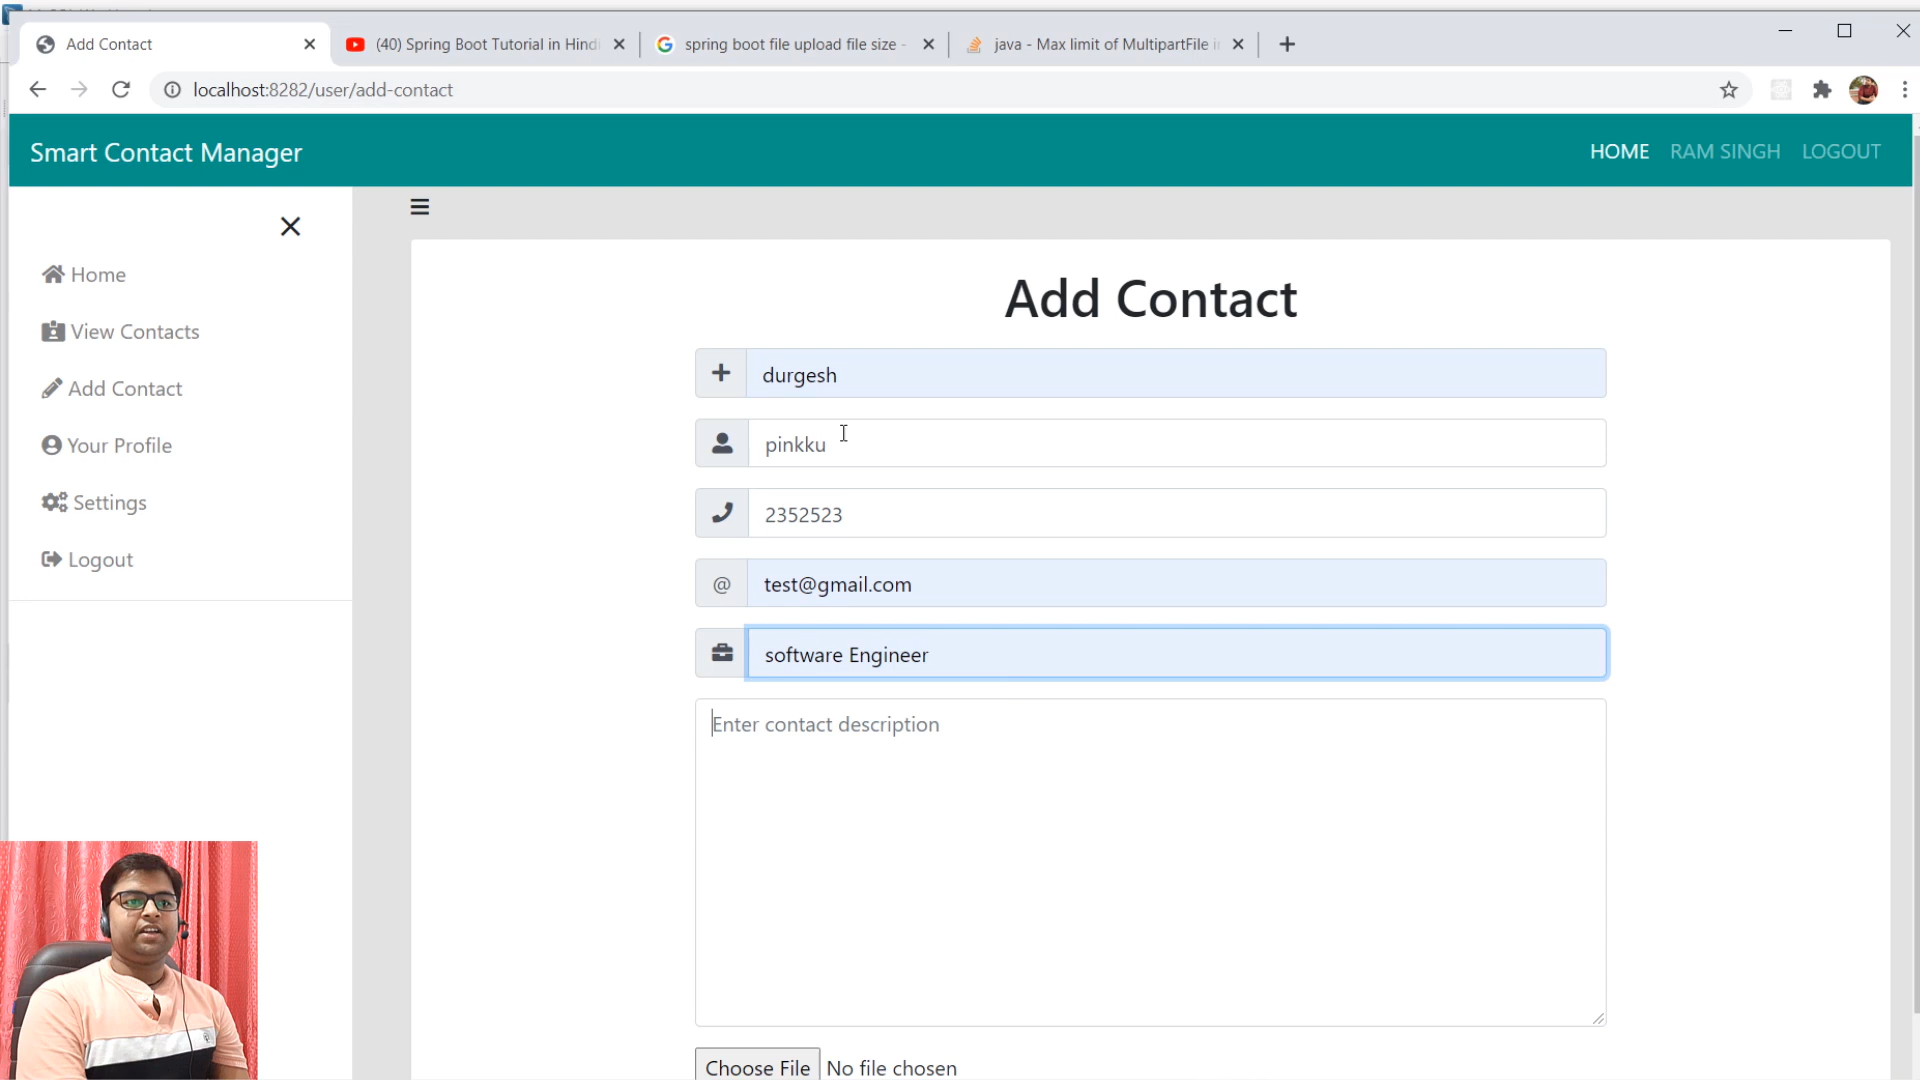 Add Contact
(40) Spring Boot Tutorial in Hindi
spring boot file upload file size -
java - Max limit of MultipartFile in
localhost:8282/user/add-contact
Smart Contact Manager
HOME RAM SINGH LOGOUT
Home
View Contacts
Add Contact
Your Profile
Settings
Logout
Add Contact
durgesh
pinkku
2352523
@ test@gmail.com
software Engineer
Enter contact description
Choose File No file chosen